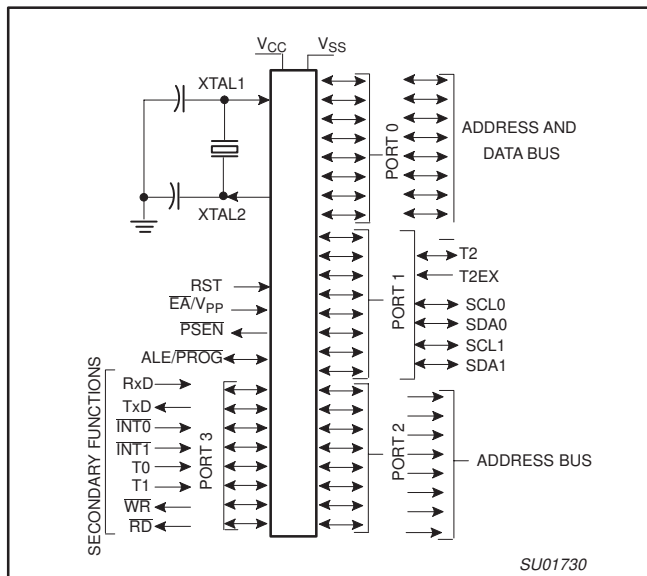 VCC VSS
XTAL1
XTAL2
PORT 0
ADDRESS AND
DATA BUS
RST
EA/VPP
PSEN
ALE/PROG
PORT 1
T2
T2EX
SCL0
SDA0
SCL1
SDA1
SECONDARY FUNCTIONS
RxD
TxD
INT0
INT1
T0
T1
WR
RD
PORT 3
PORT 2
ADDRESS BUS
SU01730